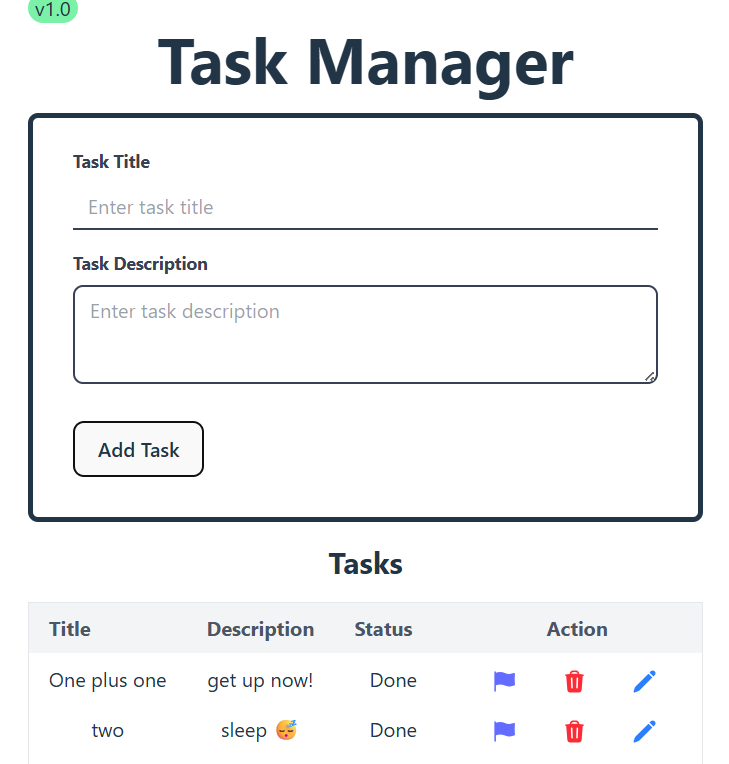 v1.0
Task Manager
Task Title
Enter task title
Task Description
Enter task description
Add Task
Tasks
Title Description Status Action
One plus one get up now! Done
two sleep 😴 Done